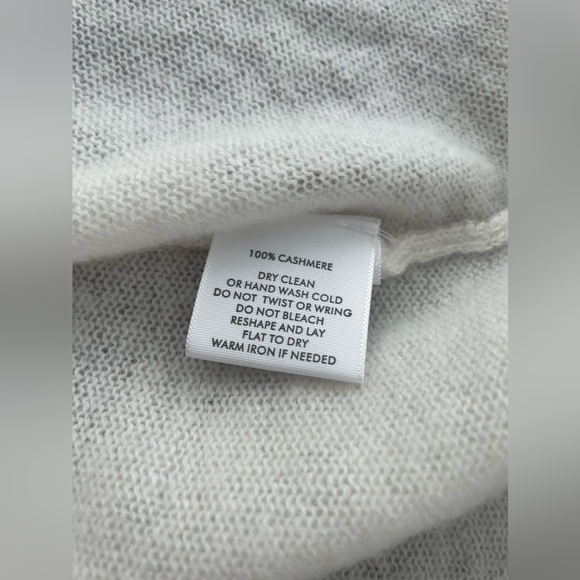 100% CASHMERE
DRY CLEAN
OR HAND WASH COLD
DO NOT TWIST OR WRING
DO NOT BLEACH
RESHAPE AND LAY
FLAT TO DRY
WARM IRON IF NEEDED